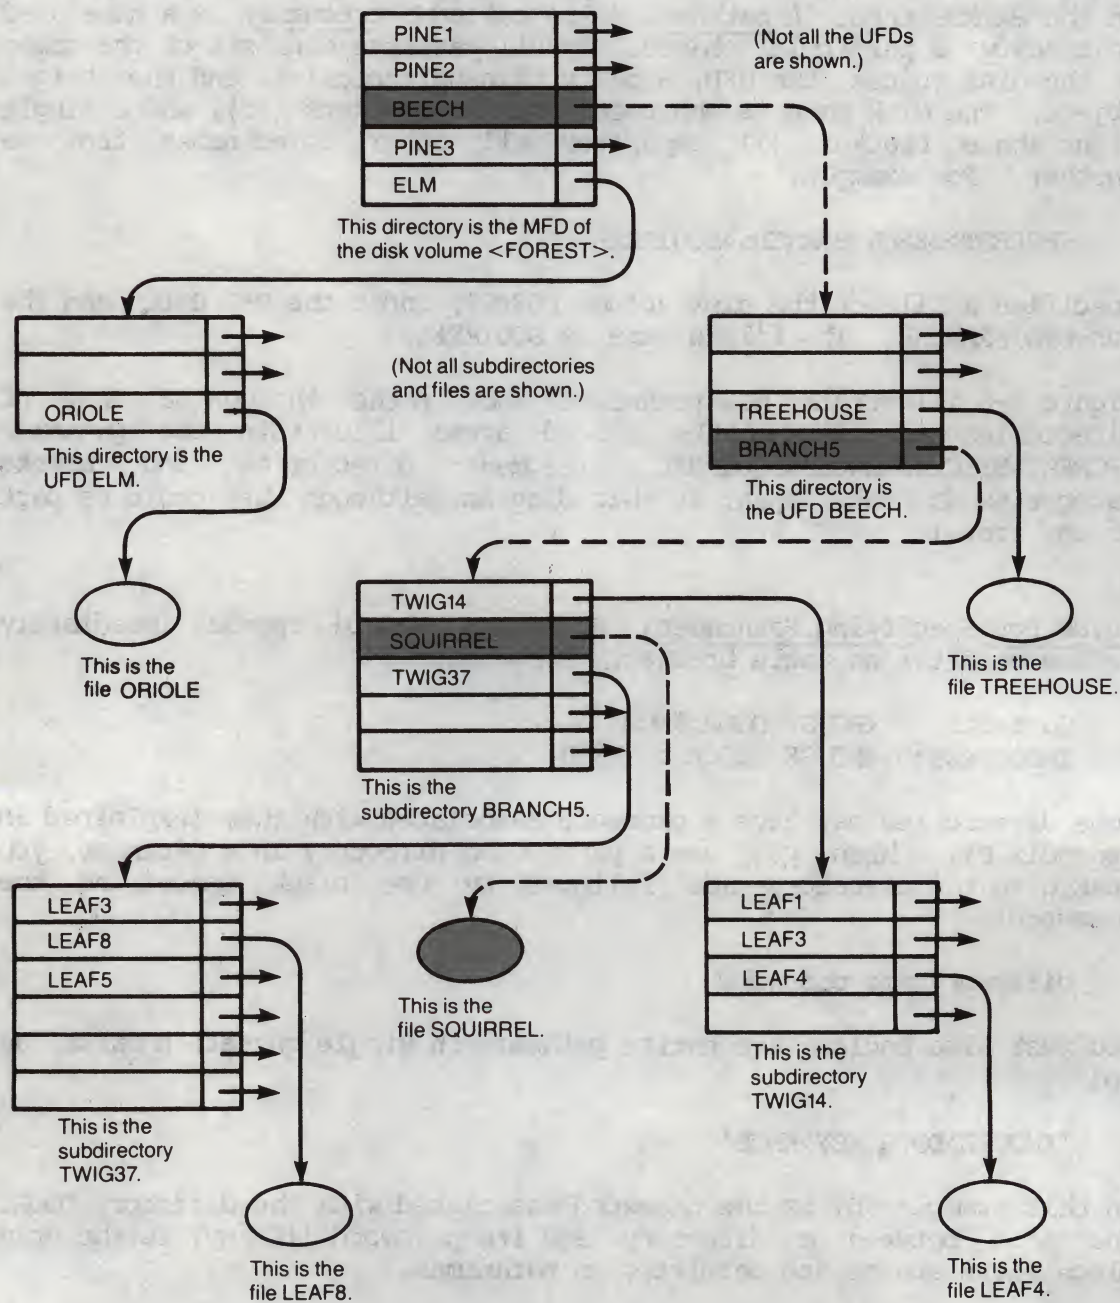 PINE1
PINE2
BEECH
PINE3
ELM
(Not all the UFDs
are shown.)
This directory is the MFD of
the disk volume <FOREST>.
ORIOLE
This directory is the
UFD ELM.
(Not all subdirectories
and files are shown.)
TREEHOUSE
BRANCH5
This directory is
the UFD BEECH.
This is the
file ORIOLE
TWIG14
SQUIRREL
TWIG37
This is the
subdirectory BRANCH5.
This is the
file TREEHOUSE.
LEAF3
LEAF8
LEAF5
This is the
subdirectory
TWIG37.
This is the
file SQUIRREL.
LEAF1
LEAF3
LEAF4
This is the
subdirectory
TWIG14.
This is the
file LEAF8.
This is the
file LEAF4.